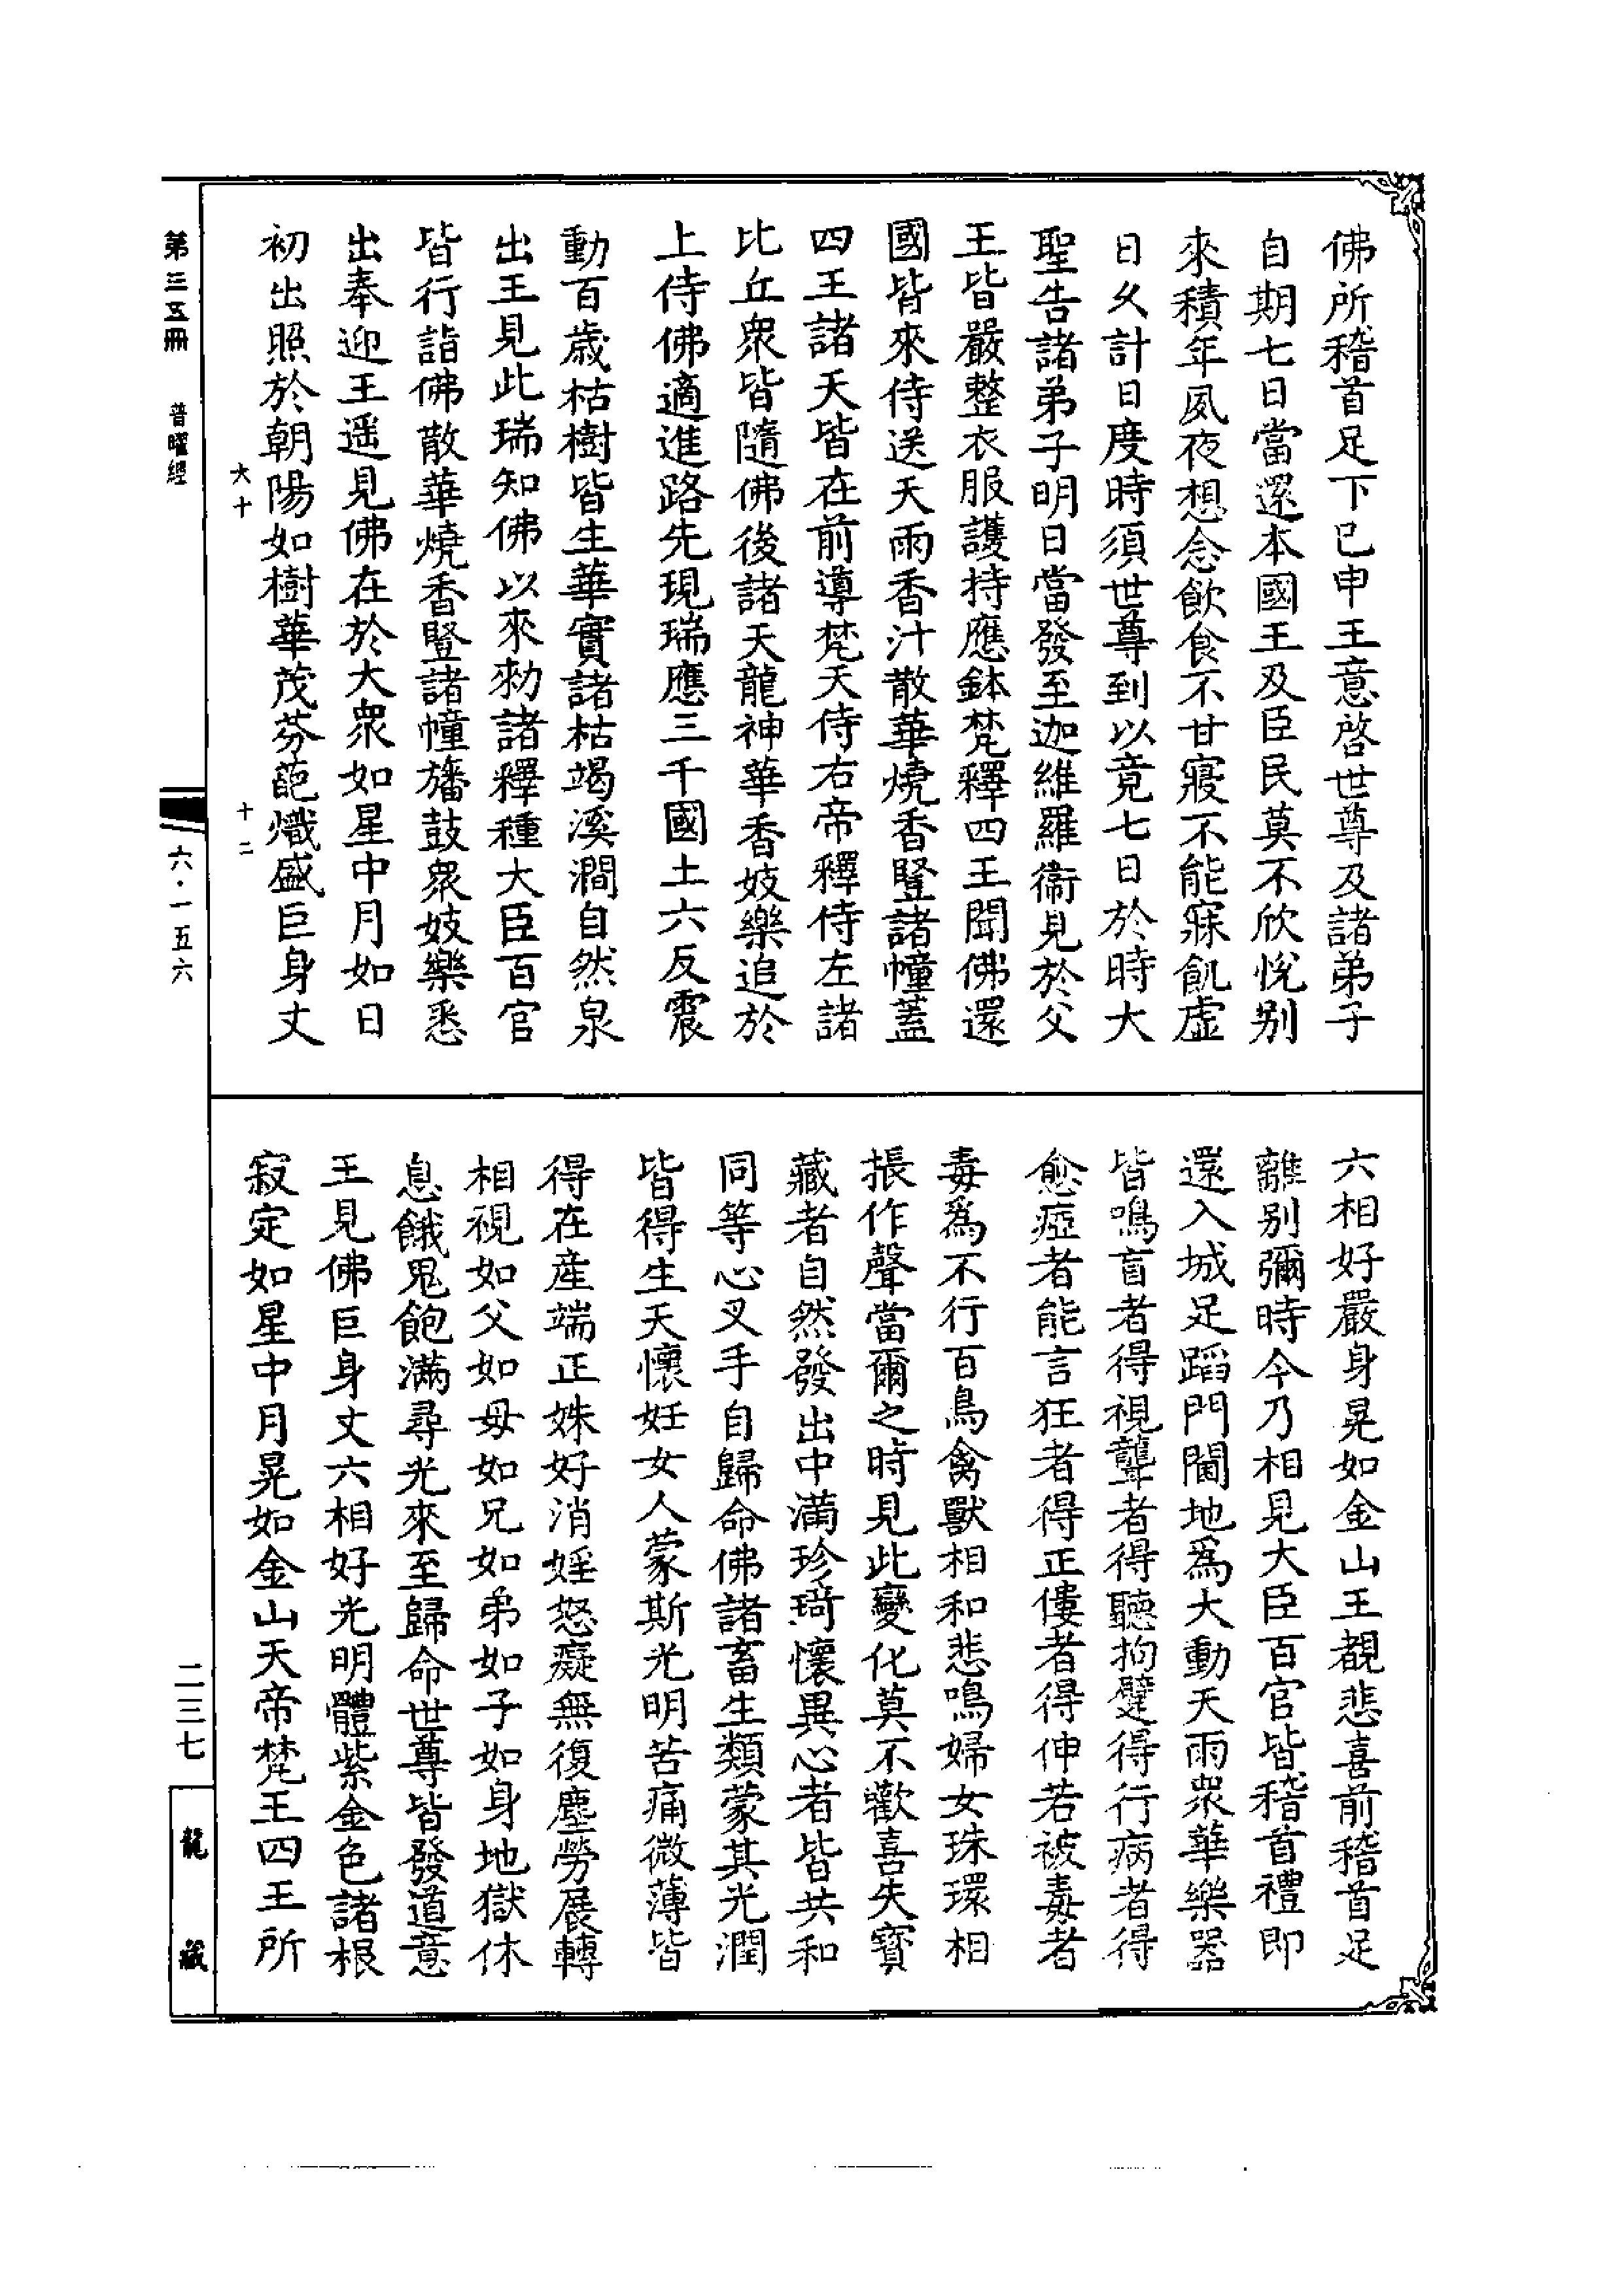 佛所稽首足下已申王意啓世尊及諸弟子
自期七日當還本國王及臣民莫不欣悅别
來積年夙夜想念飲食不甘寢不能寐飢虛
日久計日度時須世尊到以竟七日於時大
聖告諸弟子明日當發至迦維羅衞見於父
王皆嚴整衣服護持應鉢梵釋四王聞佛還
國皆來侍送天雨香汁散華燒香豎諸幢蓋
四王諸天皆在前導梵天侍右帝釋侍左諸
比丘衆皆隨佛後諸天龍神華香妓樂追於
上侍佛適進路先現瑞應三千國土六反震
動百歲枯樹皆生華實諸枯竭溪澗自然泉
出王見此瑞知佛以來勑諸釋種大臣百官
皆行詣佛散華燒香豎諸幢旛鼓衆妓樂悉
出奉迎王遥見佛在於大衆如星中月如日
初出照於朝陽如樹華茂芬葩熾盛巨身丈
六相好嚴身晃如金山王覩悲喜前稽首足
離别彌時今乃相見大臣百官皆稽首禮即
還入城足蹈門閫地爲大動天雨衆華樂器
皆鳴盲者得視聾者得聽拘躄得行病者得
愈瘂者能言狂者得正僂者得伸若被毒者
毒爲不行百鳥禽獸相和悲鳴婦女珠環相
掁作聲當爾之時見此變化莫不歡喜失寳
藏者自然發出中滿珍琦懷異心者皆共和
同等心叉手自歸命佛諸畜生類蒙其光潤
皆得生天懷妊女人蒙斯光明苦痛微薄皆
得在産端正姝好消婬怒癡無復塵勞展轉
相視如父如母如兄如弟如子如身地獄休
息餓鬼飽滿尋光來至歸命世尊皆發道意
王見佛巨身丈六相好光明體紫金色諸根
寂定如星中月晃如金山天帝梵王四王所
大十
十二
第三五冊
普曜經
六·一五六
二三七
龍藏